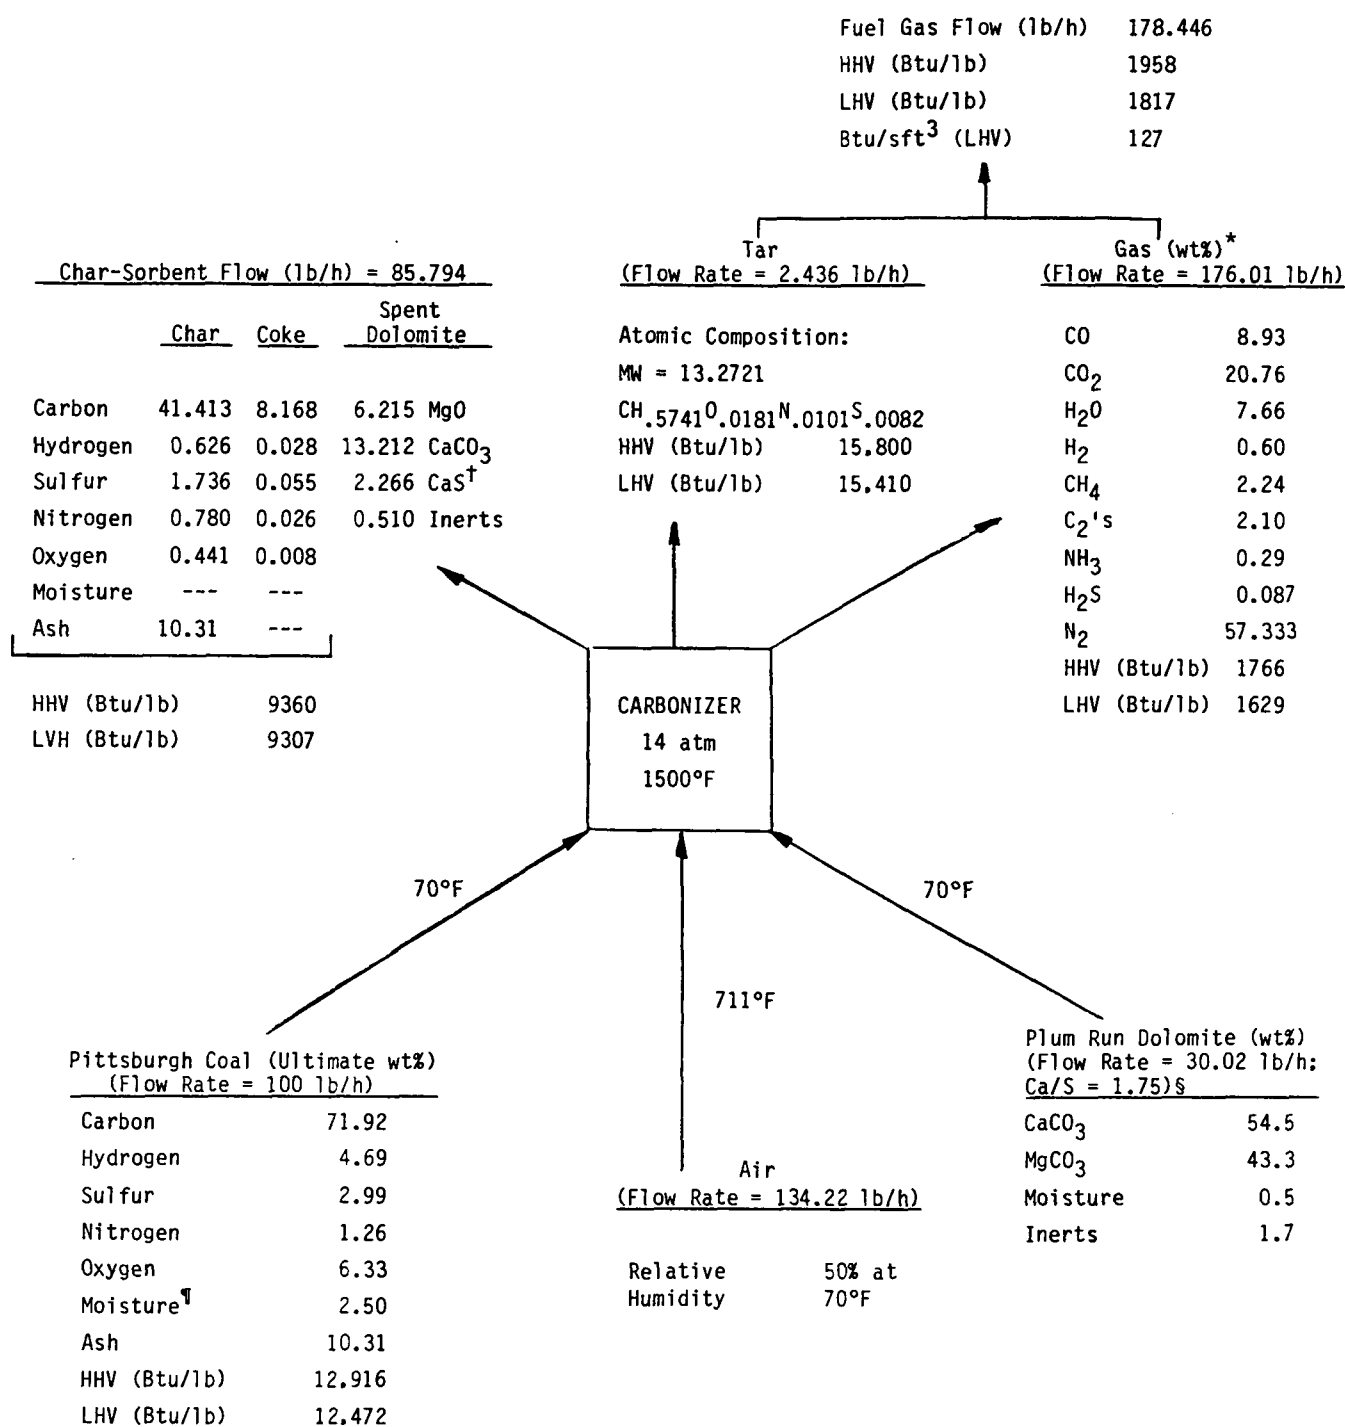 Fuel Gas Flow (lb/h) 178.446
HHV (Btu/lb) 1958
LHV (Btu/lb) 1817
Btu/sft3 (LHV) 127
Char-Sorbent Flow (lb/h) = 85.794
Char Coke Spent Dolomite
Carbon 41.413 8.168 6.215 MgO
Hydrogen 0.626 0.028 13.212 CaCO3
Sulfur 1.736 0.055 2.266 CaS†
Nitrogen 0.780 0.026 0.510 Inerts
Oxygen 0.441 0.008
Moisture --- ---
Ash 10.31 ---
HHV (Btu/lb) 9360
LVH (Btu/lb) 9307
Tar
(Flow Rate = 2.436 lb/h)
Atomic Composition:
MW = 13.2721
CH.5741O.0181N.0101S.0082
HHV (Btu/lb) 15.800
LHV (Btu/lb) 15.410
Gas (wt%)*
(Flow Rate = 176.01 lb/h)
CO 8.93
CO2 20.76
H2O 7.66
H2 0.60
CH4 2.24
C2's 2.10
NH3 0.29
H2S 0.087
N2 57.333
HHV (Btu/lb) 1766
LHV (Btu/lb) 1629
CARBONIZER
14 atm
1500°F
70°F
711°F
70°F
Pittsburgh Coal (Ultimate wt%)
(Flow Rate = 100 lb/h)
Carbon 71.92
Hydrogen 4.69
Sulfur 2.99
Nitrogen 1.26
Oxygen 6.33
Moisture¶ 2.50
Ash 10.31
HHV (Btu/lb) 12.916
LHV (Btu/lb) 12.472
Air
(Flow Rate = 134.22 lb/h)
Relative 50% at
Humidity 70°F
Plum Run Dolomite (wt%)
(Flow Rate = 30.02 lb/h:
Ca/S = 1.75)§
CaCO3 54.5
MgCO3 43.3
Moisture 0.5
Inerts 1.7